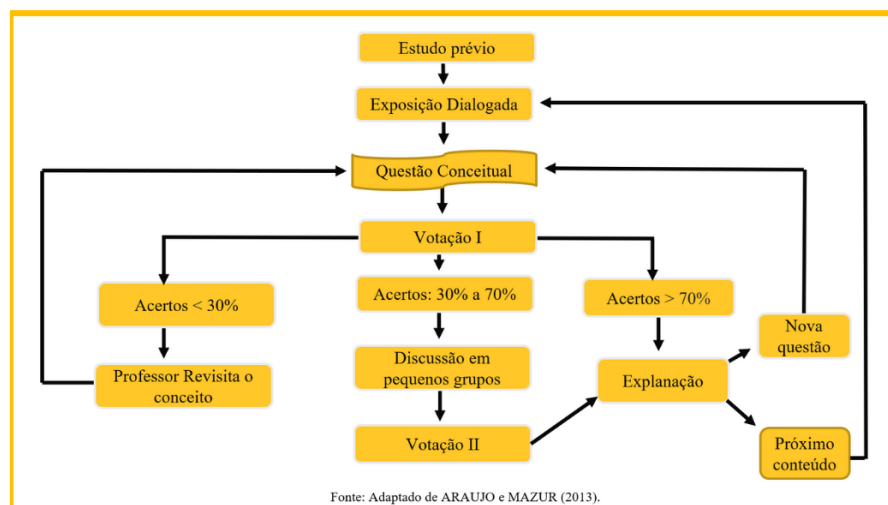 Estudo prévio
Exposição Dialogada
Questão Conceitual
Votação I
Acertos < 30%
Acertos: 30% a 70%
Acertos > 70%
Nova
questão
Professor Revisita o
conceito
Discussão em
pequenos grupos
Explanação
Votação II
Próximo
conteúdo
Fonte: Adaptado de ARAUJO e MAZUR (2013).